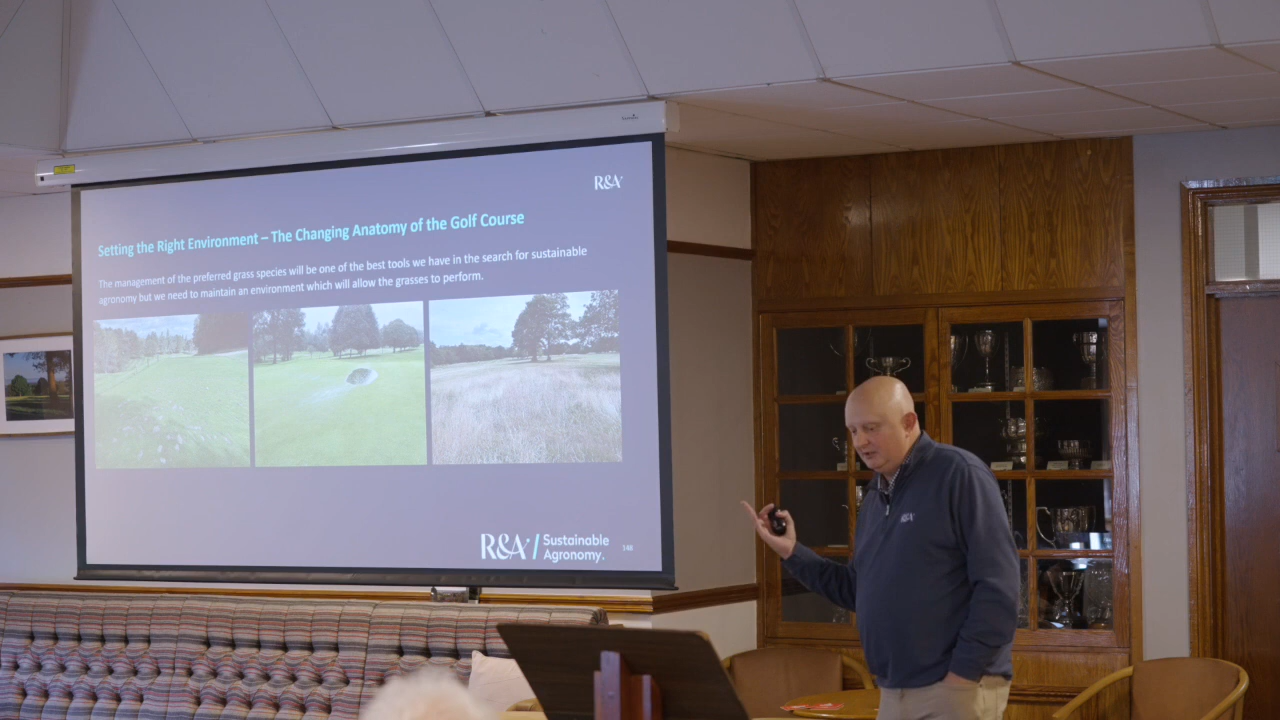 R&A
Setting the Right Environment – The Changing Anatomy of the Golf Course
The management of the preferred grass species will be one of the best tools we have in the search for sustainable
agronomy but we need to maintain an environment which will allow the grasses to perform.
R&A / Sustainable
Agronomy.
148
R&A